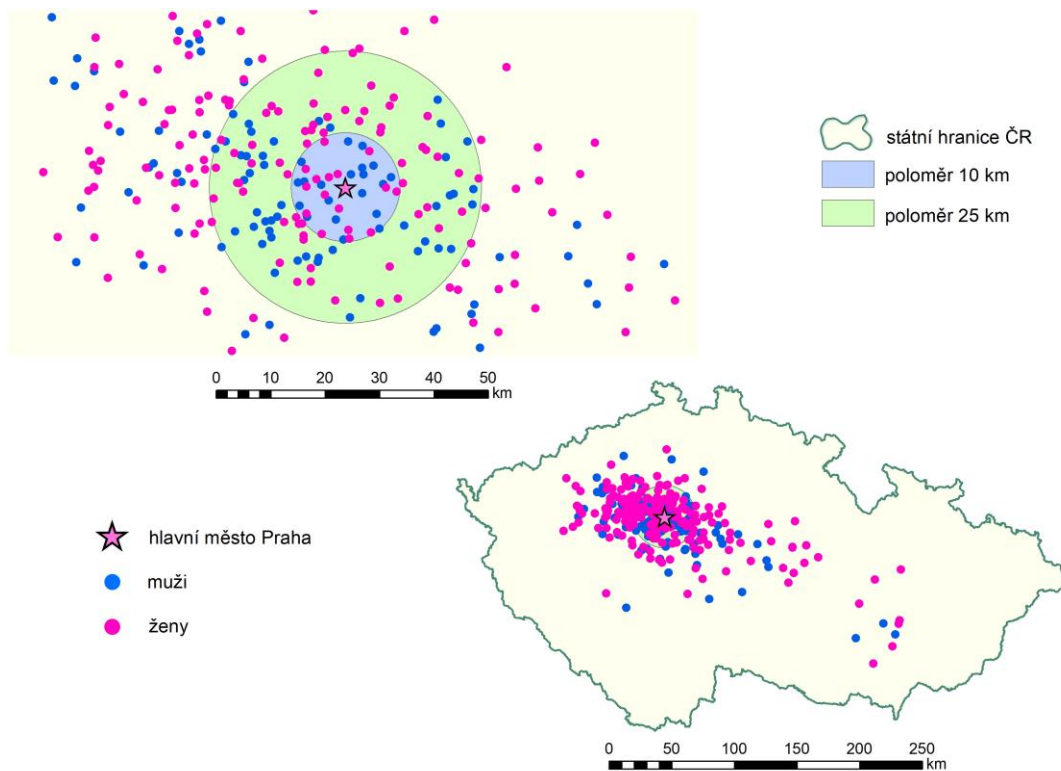 státní hranice ČR
poloměr 10 km
poloměr 25 km
0 10 20 30 40 50
km
hlavní město Praha
muži
ženy
0 50 100 150 200 250
km